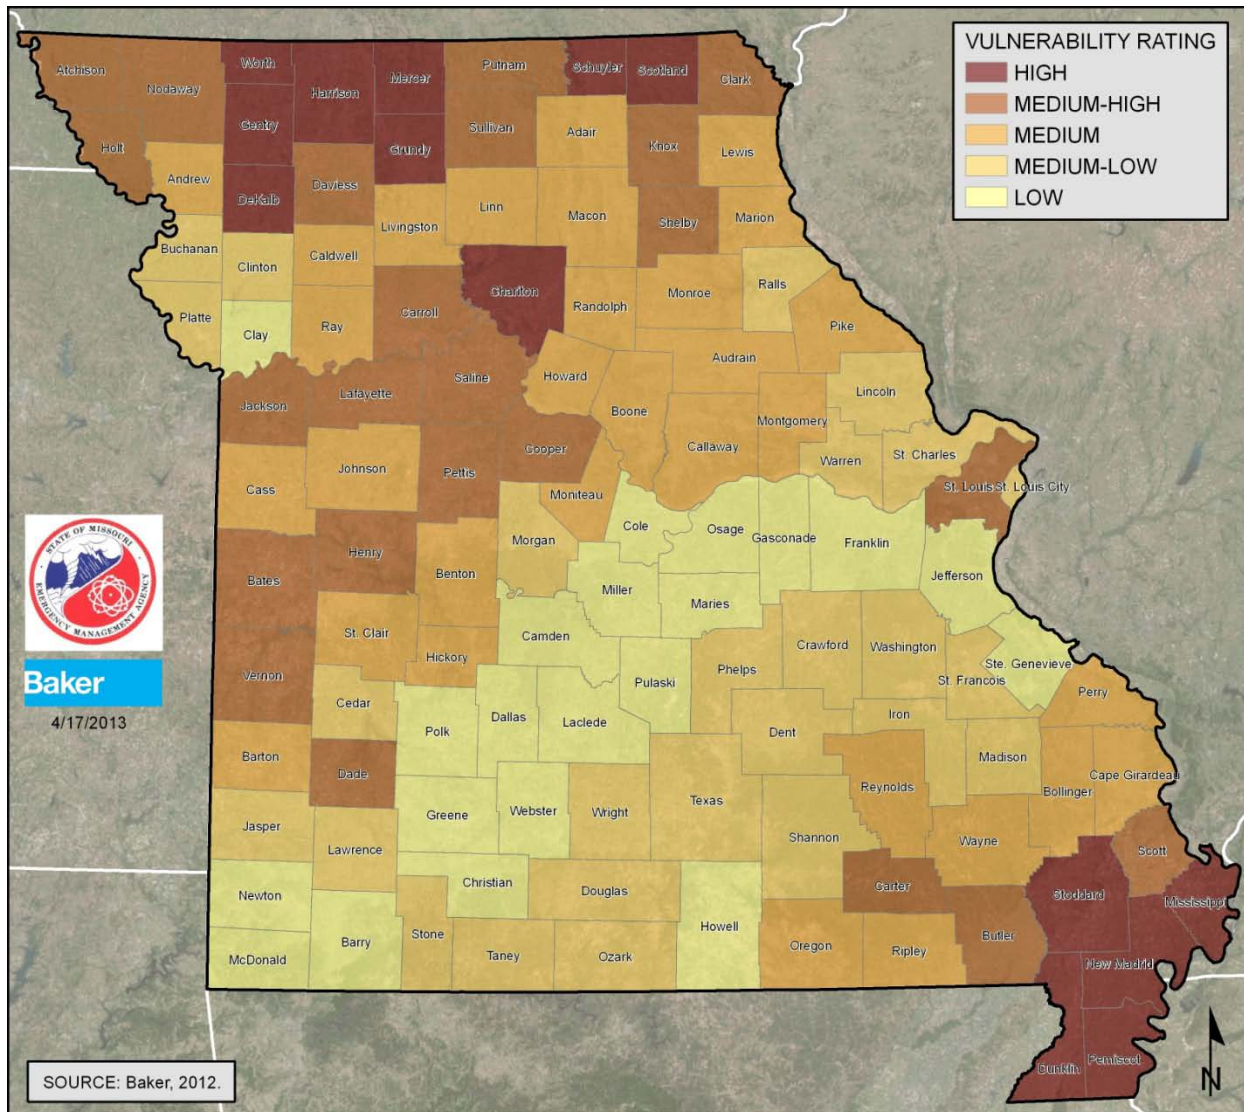 VULNERABILITY RATING
HIGH
MEDIUM-HIGH
MEDIUM
MEDIUM-LOW
LOW
Atchison
Nodaway
Worth
Harrison
Mercer
Putnam
Schuyler
Scotland
Clark
Holt
Gentry
Grundy
Sullivan
Adair
Knox
Lewis
Andrew
DeKalb
Daviess
Livingston
Linn
Macon
Shelby
Marion
Buchanan
Clinton
Caldwell
Chariton
Randolph
Monroe
Ralls
Pike
Platte
Clay
Ray
Carroll
Saline
Howard
Audrain
Lincoln
Jackson
Lafayette
Boone
Callaway
Montgomery
Warren
St. Charles
Cass
Johnson
Pettis
Cooper
Moniteau
St. Louis
St. Louis City
Cole
Osage
Gasconade
Franklin
Jefferson
Bates
Henry
Benton
Morgan
Miller
Maries
Camden
Vernon
St. Clair
Hickory
Pulaski
Phelps
Crawford
Washington
St. Francois
Ste. Genevieve
Perry
Cedar
Polk
Dallas
Laclede
Dent
Iron
Madison
Barton
Dade
Greene
Webster
Wright
Texas
Reynolds
Bollinger
Cape Girardeau
Jasper
Lawrence
Shannon
Wayne
Scott
Newton
Christian
Douglas
Carter
Stoddard
Mississippi
McDonald
Barry
Stone
Taney
Ozark
Howell
Oregon
Ripley
Butler
New Madrid
Dunklin
Pemiscot
STATE OF MISSOURI
EMERGENCY MANAGEMENT AGENCY
Baker
4/17/2013
SOURCE: Baker, 2012.
N